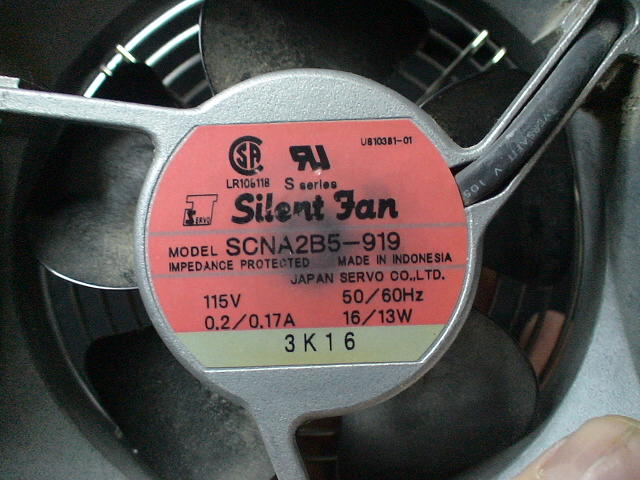 SA
LR106118
S series
U810381-01
SERVO
Silent Fan
MODEL SCNA2B5-919
IMPEDANCE PROTECTED MADE IN INDONESIA
JAPAN SERVO CO.,LTD.
115V 50/60Hz
0.2/0.17A 16/13W
3K16